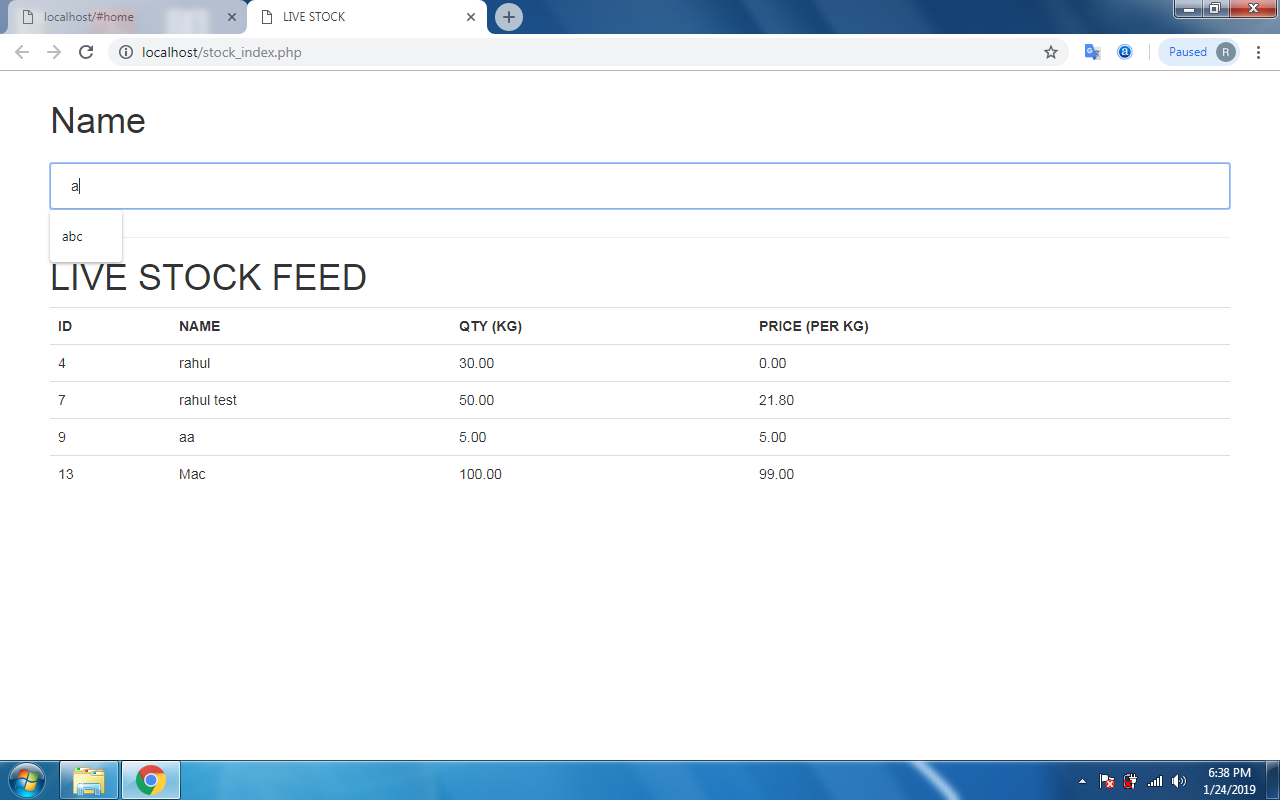 localhost/#home
LIVE STOCK
localhost/stock_index.php
Paused R
Name
a
abc
LIVE STOCK FEED
ID NAME QTY (KG) PRICE (PER KG)
4 rahul 30.00 0.00
7 rahul test 50.00 21.80
9 aa 5.00 5.00
13 Mac 100.00 99.00
6:38 PM
1/24/2019